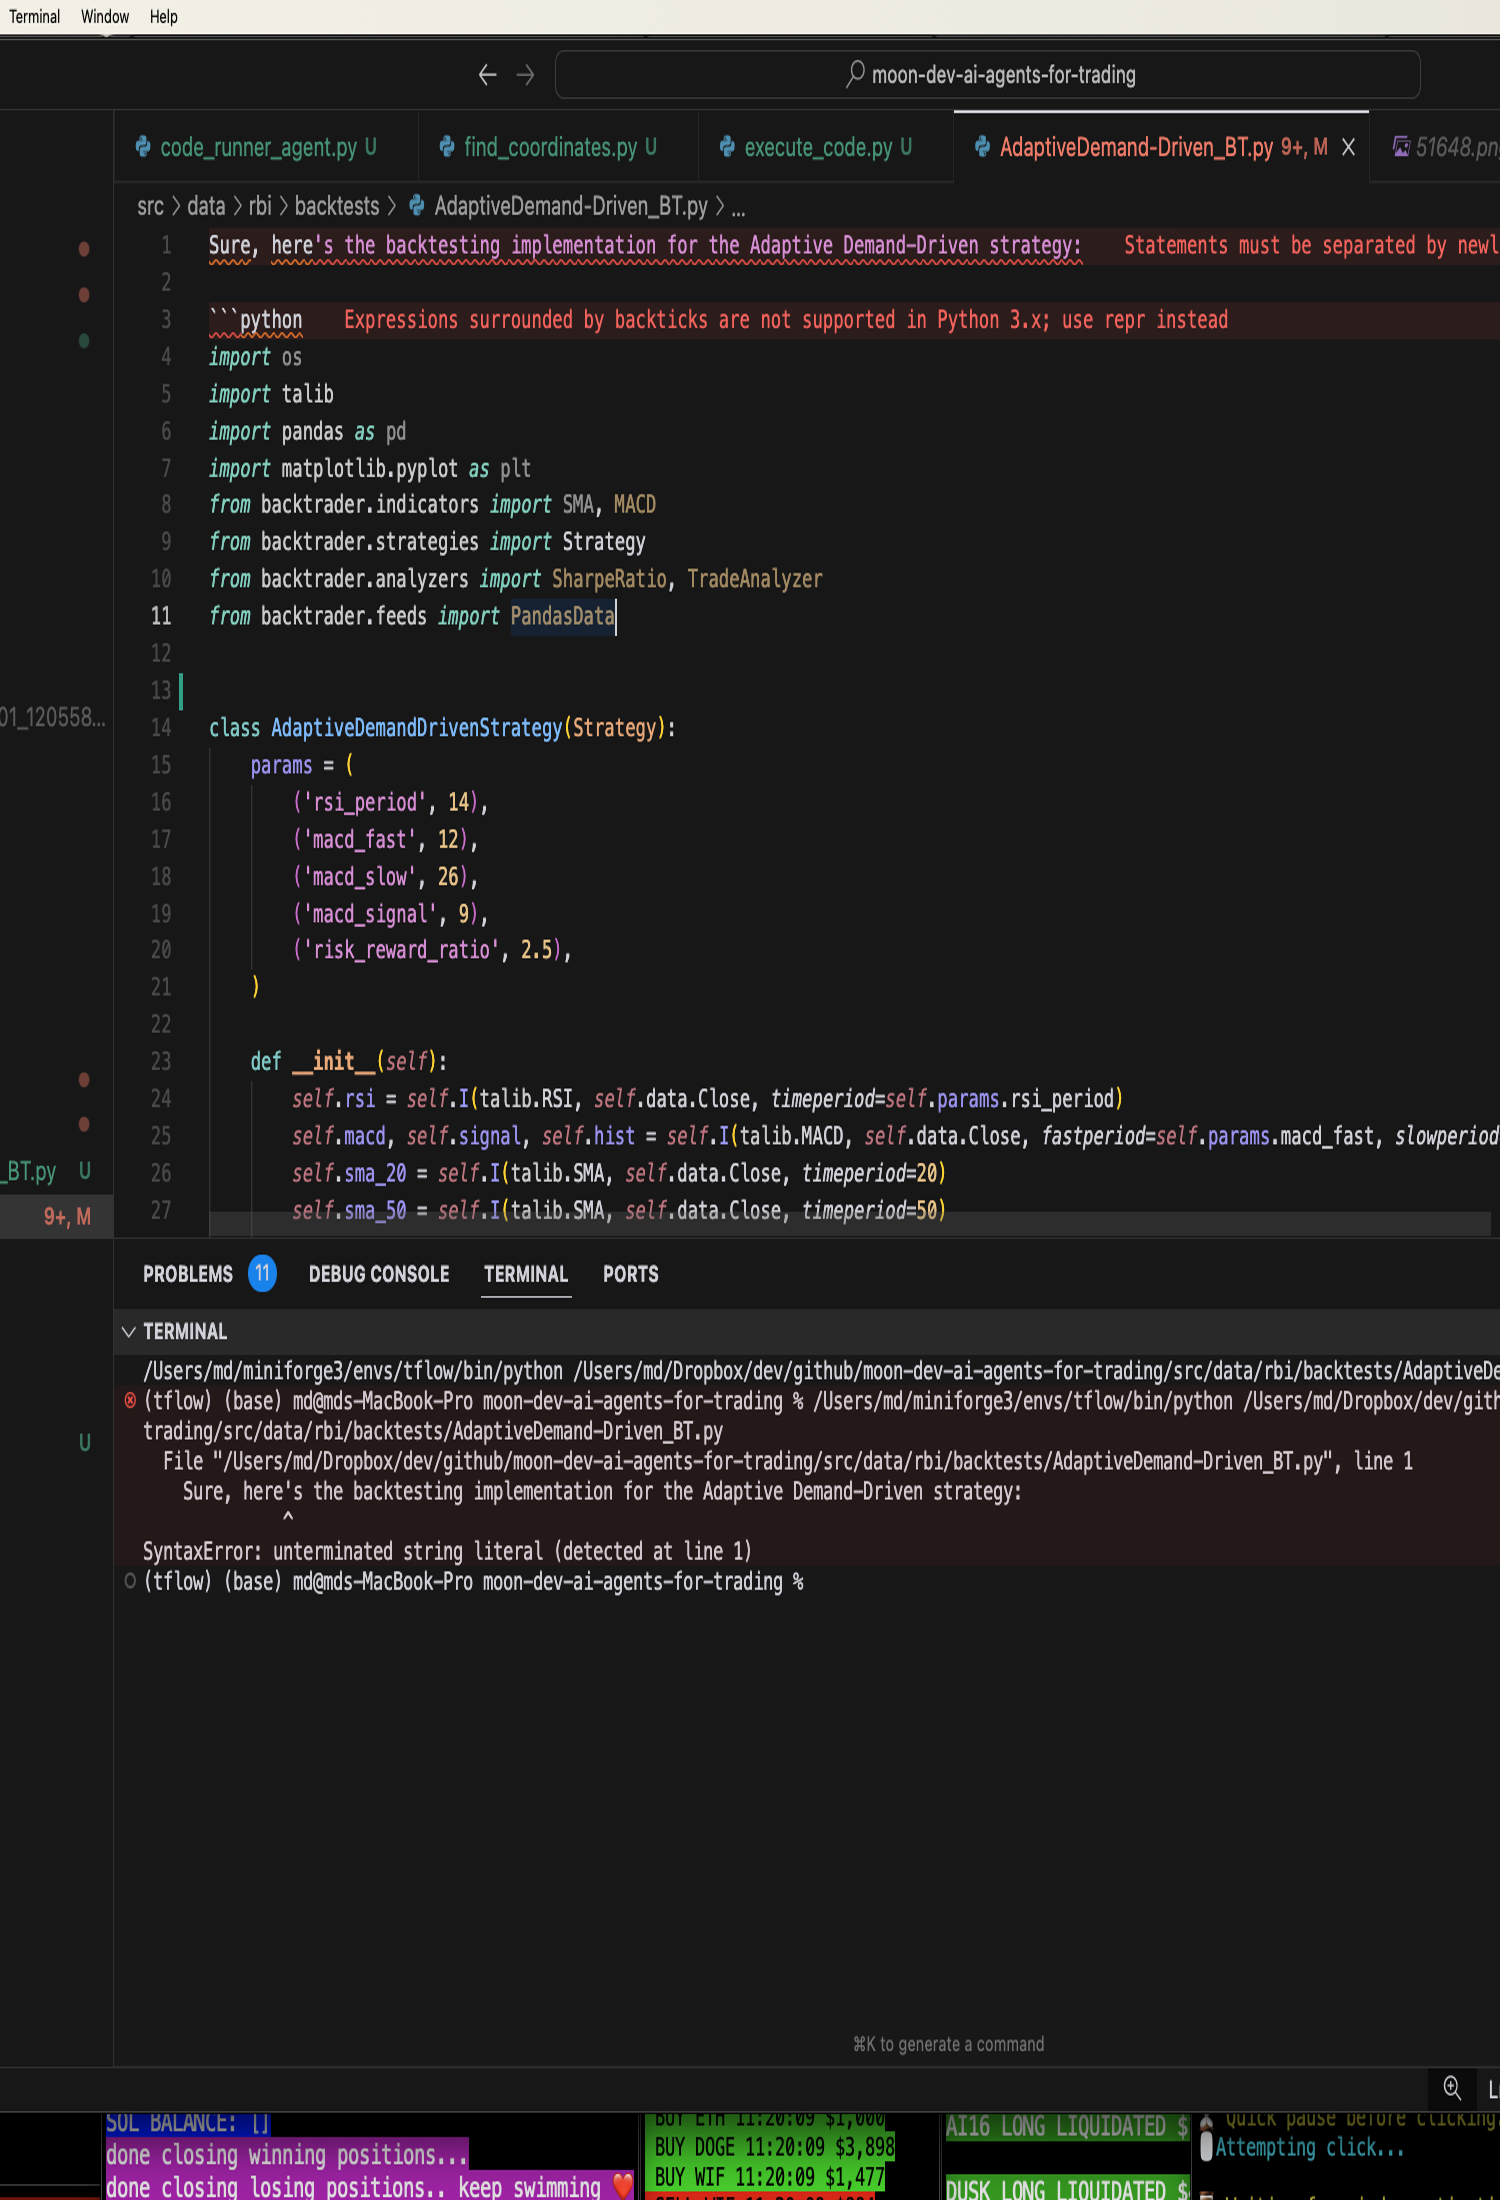 Terminal Window Help
moon-dev-ai-agents-for-trading
code_runner_agent.py U find_coordinates.py U execute_code.py U AdaptiveDemand-Driven_BT.py 9+, M 51648.png
src > data > rbi > backtests > AdaptiveDemand-Driven_BT.py > ...
1 Sure, here's the backtesting implementation for the Adaptive Demand-Driven strategy: Statements must be separated by newl
2
3 ```python Expressions surrounded by backticks are not supported in Python 3.x; use repr instead
4 import os
5 import talib
6 import pandas as pd
7 import matplotlib.pyplot as plt
8 from backtrader.indicators import SMA, MACD
9 from backtrader.strategies import Strategy
10 from backtrader.analyzers import SharpeRatio, TradeAnalyzer
11 from backtrader.feeds import PandasData
12
13
01_120558...
14 class AdaptiveDemandDrivenStrategy(Strategy):
15 params = (
16 ('rsi_period', 14),
17 ('macd_fast', 12),
18 ('macd_slow', 26),
19 ('macd_signal', 9),
20 ('risk_reward_ratio', 2.5),
21 )
22
23 def __init__(self):
24 self.rsi = self.I(talib.RSI, self.data.Close, timeperiod=self.params.rsi_period)
25 self.macd, self.signal, self.hist = self.I(talib.MACD, self.data.Close, fastperiod=self.params.macd_fast, slowperiod
_BT.py U
26 self.sma_20 = self.I(talib.SMA, self.data.Close, timeperiod=20)
9+, M
27 self.sma_50 = self.I(talib.SMA, self.data.Close, timeperiod=50)
PROBLEMS 11 DEBUG CONSOLE TERMINAL PORTS
TERMINAL
/Users/md/miniforge3/envs/tflow/bin/python /Users/md/Dropbox/dev/github/moon-dev-ai-agents-for-trading/src/data/rbi/backtests/AdaptiveDe
(tflow) (base) md@mds-MacBook-Pro moon-dev-ai-agents-for-trading % /Users/md/miniforge3/envs/tflow/bin/python /Users/md/Dropbox/dev/gith
trading/src/data/rbi/backtests/AdaptiveDemand-Driven_BT.py
U
File "/Users/md/Dropbox/dev/github/moon-dev-ai-agents-for-trading/src/data/rbi/backtests/AdaptiveDemand-Driven_BT.py", line 1
Sure, here's the backtesting implementation for the Adaptive Demand-Driven strategy:
^
SyntaxError: unterminated string literal (detected at line 1)
(tflow) (base) md@mds-MacBook-Pro moon-dev-ai-agents-for-trading %
⌘K to generate a command
L
SOL BALANCE: []
done closing winning positions...
done closing losing positions.. keep swimming ❤️
BUY ETH 11:20:09 $1,000
BUY DOGE 11:20:09 $3,898
BUY WIF 11:20:09 $1,477
AI16 LONG LIQUIDATED $
DUSK LONG LIQUIDATED $
Quick pause before clicking.
Attempting click...